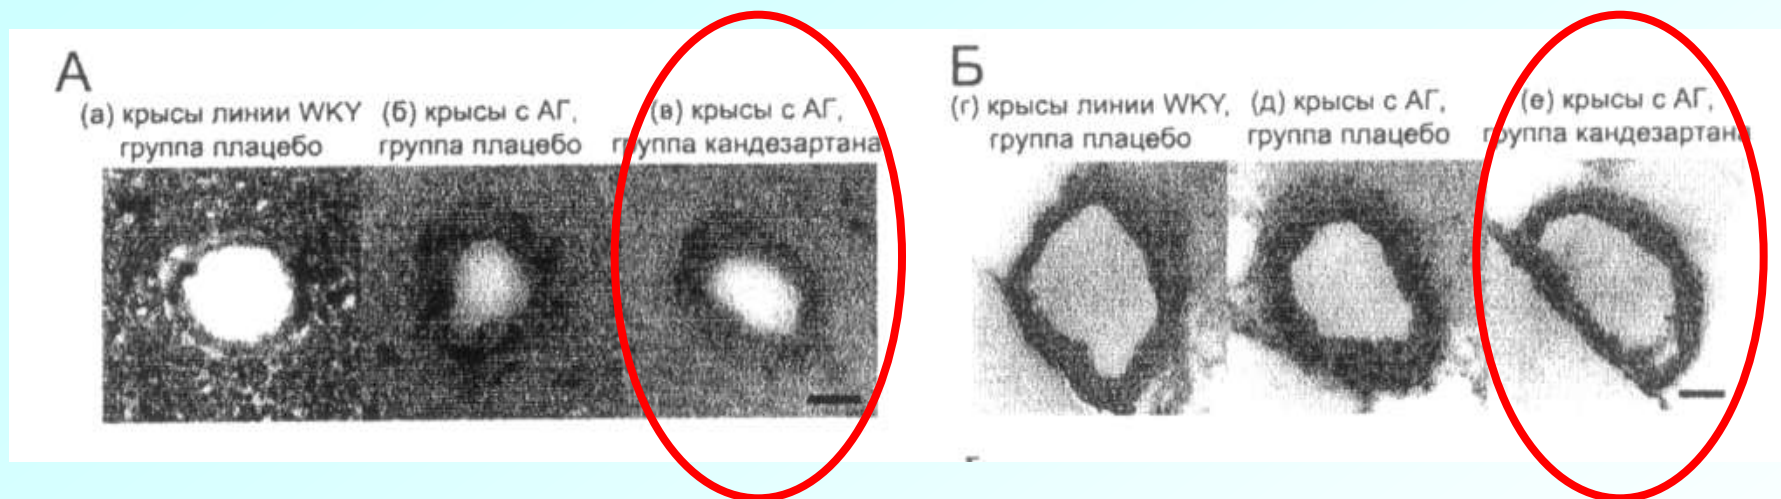 А
(а) крысы линии WKY
группа плацебо
(б) крысы с АГ,
группа плацебо
(в) крысы с АГ,
группа кандезартана
Б
(г) крысы линии WKY,
группа плацебо
(д) крысы с АГ,
группа плацебо
(е) крысы с АГ,
группа кандезартана